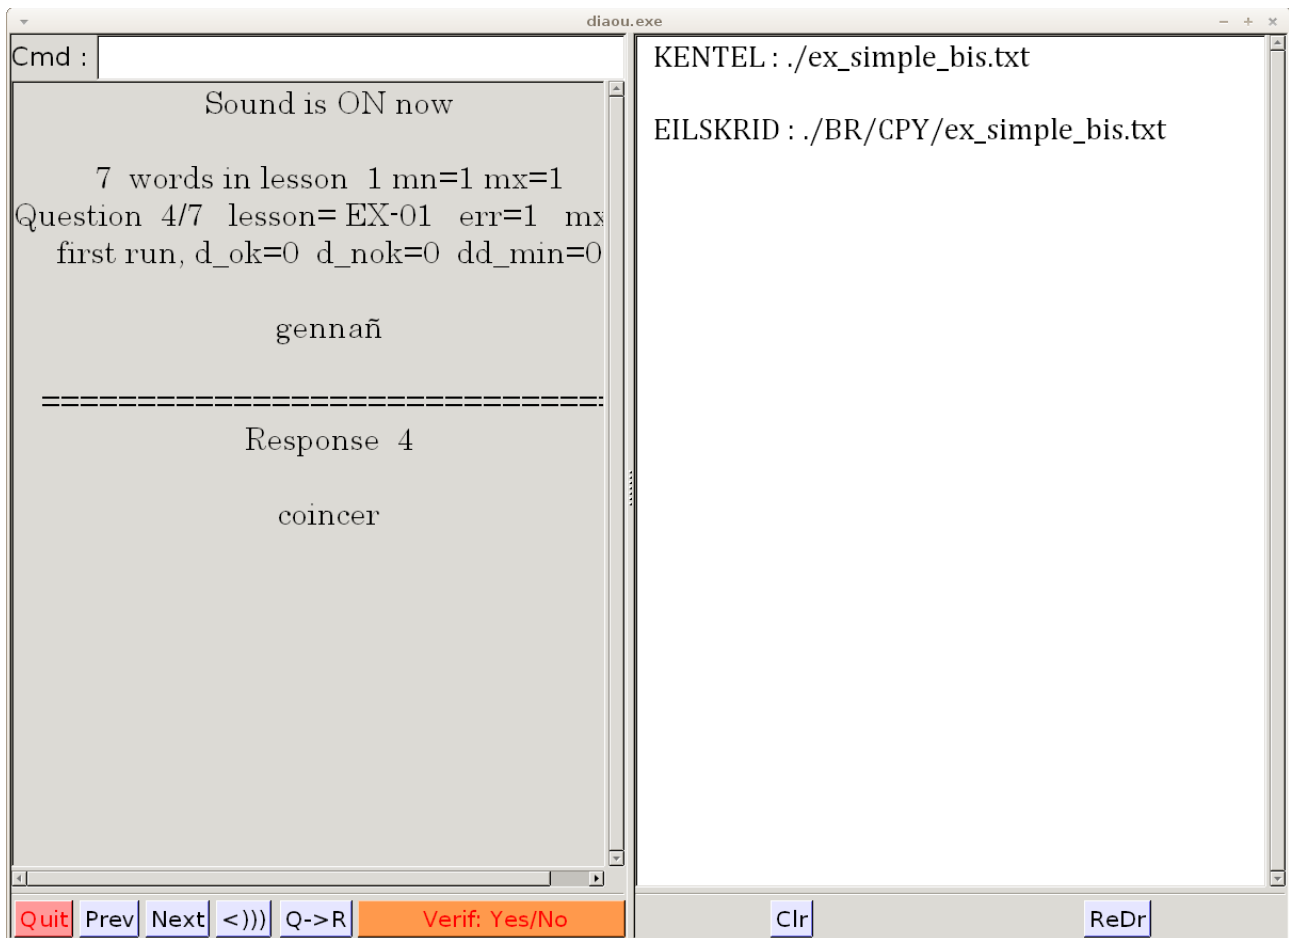 diaou.exe
Cmd :
Sound is ON now
7 words in lesson 1 mn=1 mx=1
Question 4/7 lesson= EX-01 err=1 mx
first run, d_ok=0 d_nok=0 dd_min=0
gennañ
==============================
Response 4
coincer
Quit Prev Next <))) Q->R Verif: Yes/No
KENTEL : ./ex_simple_bis.txt
EILSKRID : ./BR/CPY/ex_simple_bis.txt
Clr ReDr